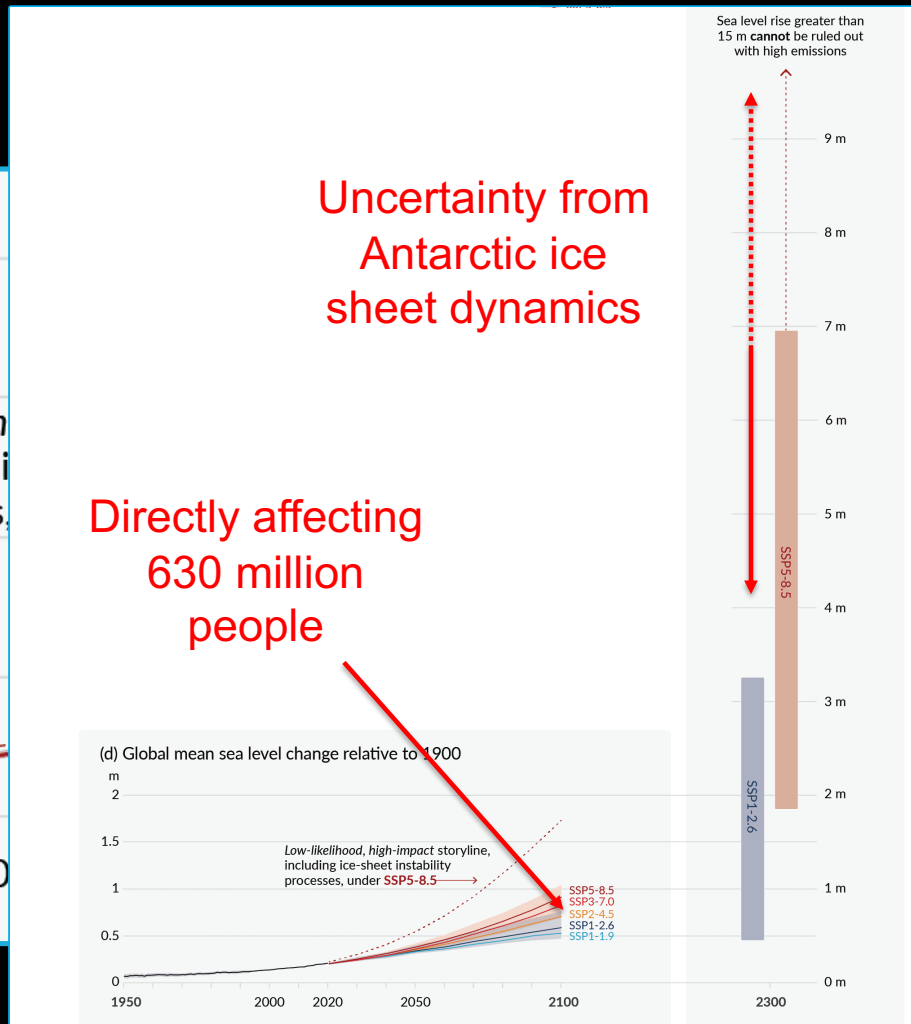 Sea level rise greater than
15 m cannot be ruled out
with high emissions
9 m
8 m
7 m
6 m
5 m
4 m
3 m
2 m
1 m
0 m
SSP5-8.5
SSP1-2.6
2300
Uncertainty from
Antarctic ice
sheet dynamics
Directly affecting
630 million
people
(d) Global mean sea level change relative to 1900
m
2
1.5
1
0.5
0
Low-likelihood, high-impact storyline,
including ice-sheet instability
processes, under SSP5-8.5
SSP5-8.5
SSP3-7.0
SSP2-4.5
SSP1-2.6
SSP1-1.9
1950
2000
2020
2050
2100